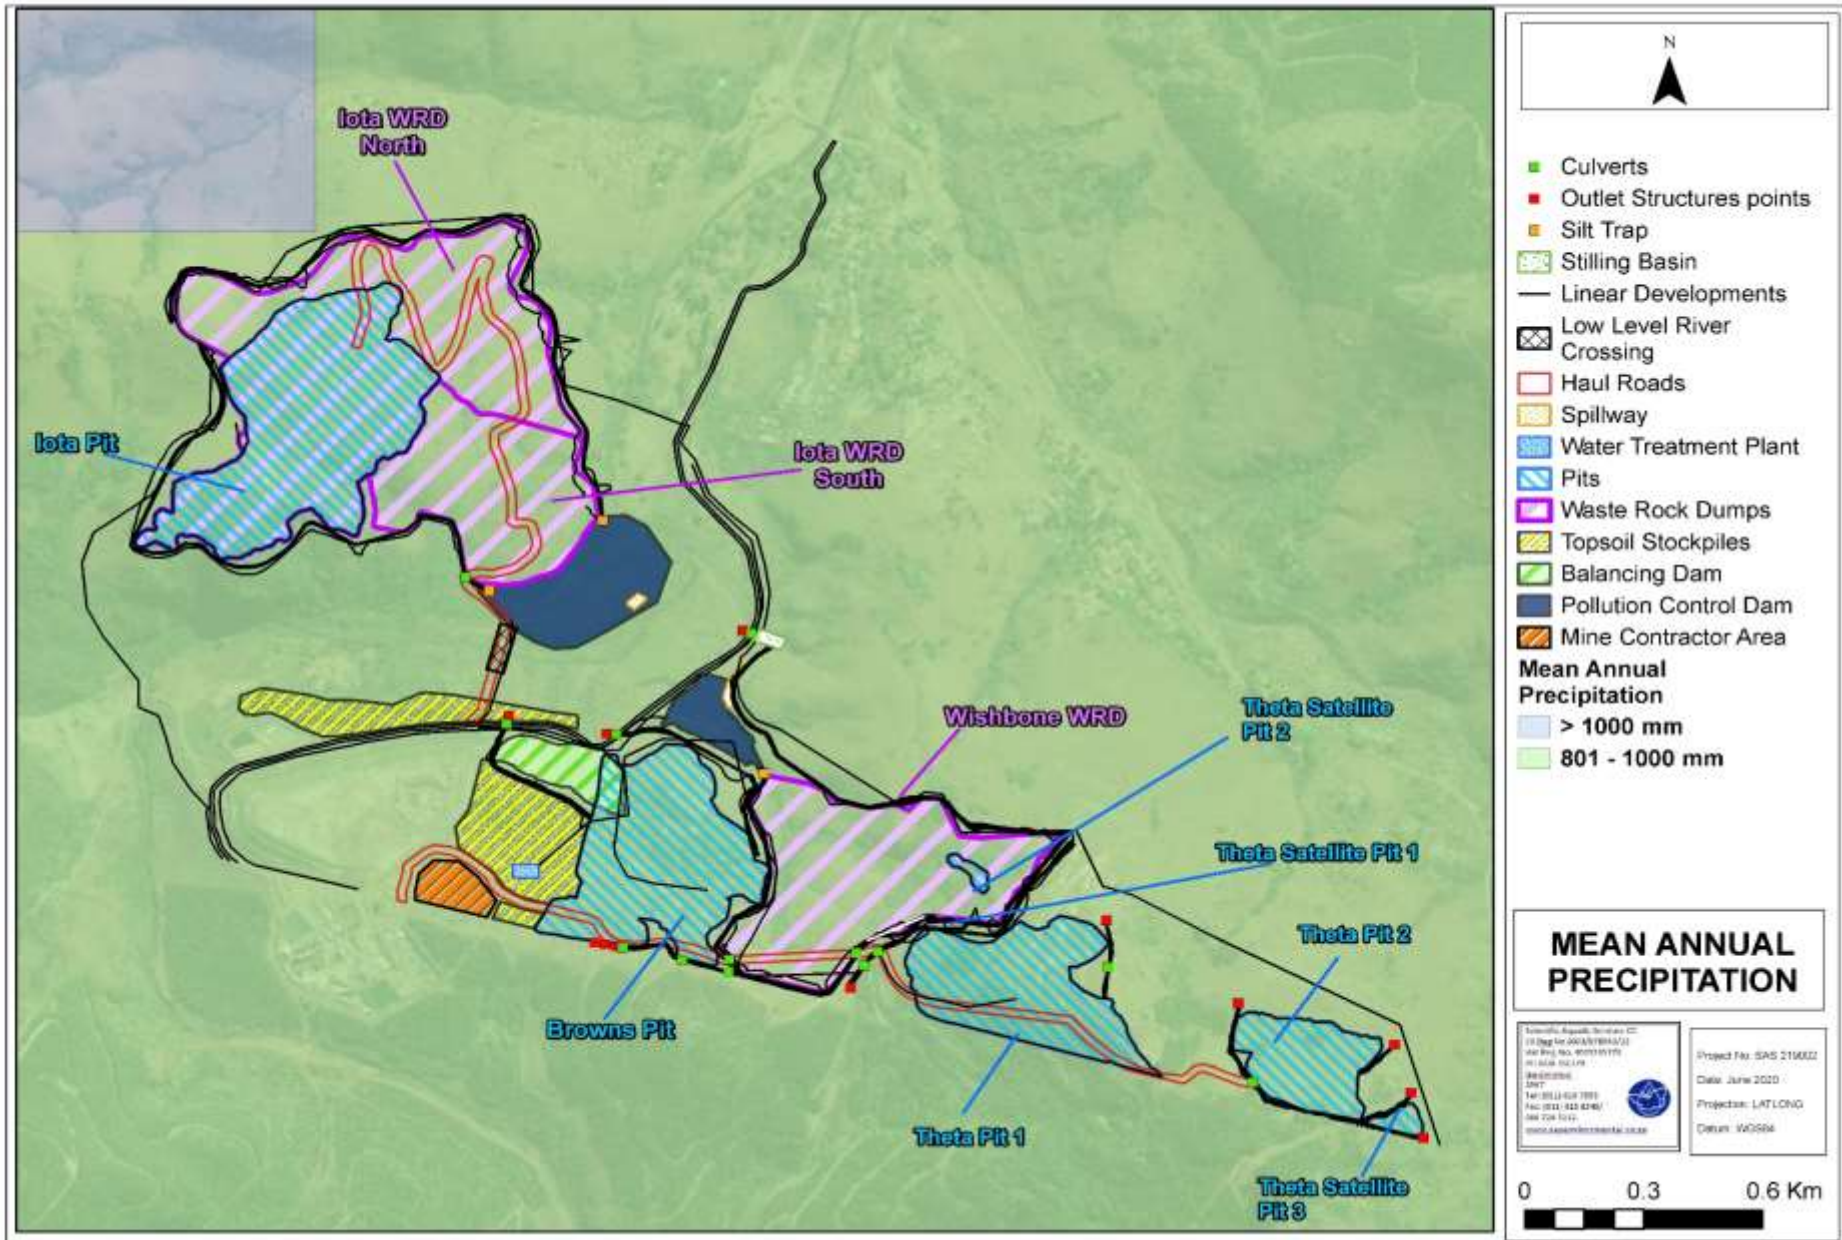 Iota WRD
North
Iota Pit
Iota WRD
South
Wishbone WRD
Theta Satellite
Pit 2
Theta Satellite Pit 1
Theta Pit 2
Browns Pit
Theta Pit 1
Theta Satellite
Pit 3
N
Culverts
Outlet Structures points
Silt Trap
Stilling Basin
Linear Developments
Low Level River
Crossing
Haul Roads
Spillway
Water Treatment Plant
Pits
Waste Rock Dumps
Topsoil Stockpiles
Balancing Dam
Pollution Control Dam
Mine Contractor Area
Mean Annual
Precipitation
> 1000 mm
801 - 1000 mm
MEAN ANNUAL
PRECIPITATION
Project No: SAS 219002
Date: June 2020
Projection: LATLONG
Datum: WGS84
0 0.3 0.6 Km